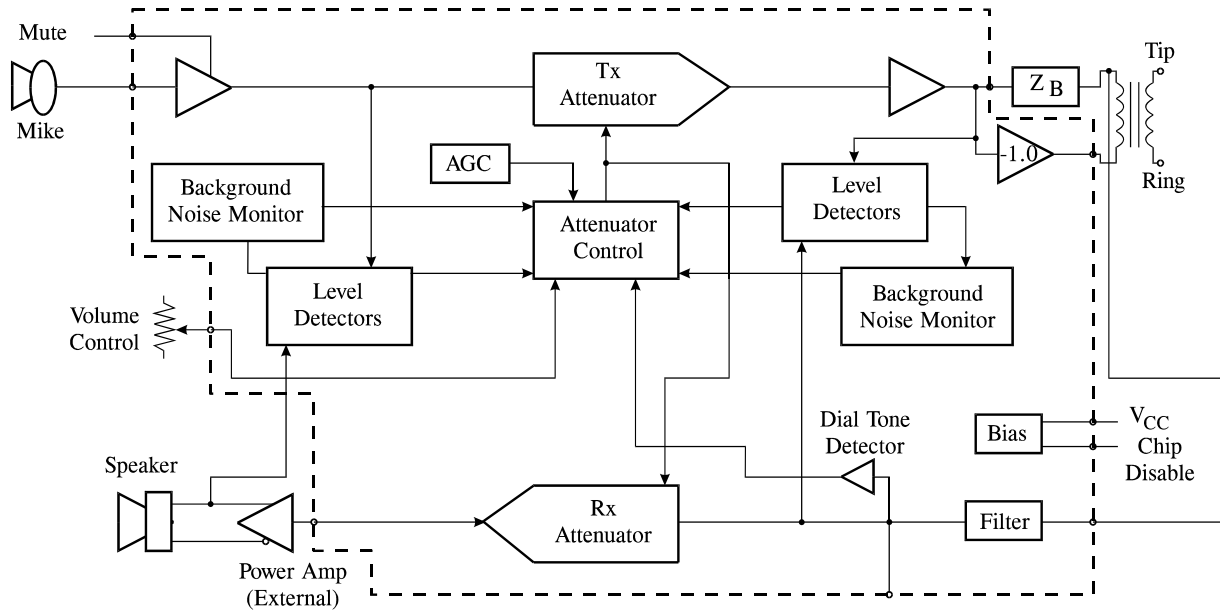 Mute
Mike
Tx
Attenuator
Z B
Tip
Ring
-1.0
AGC
Background
Noise Monitor
Attenuator
Control
Level
Detectors
Level
Detectors
Background
Noise Monitor
Volume
Control
Dial Tone
Detector
Bias
VCC
Chip
Disable
Speaker
Rx
Attenuator
Filter
Power Amp
(External)